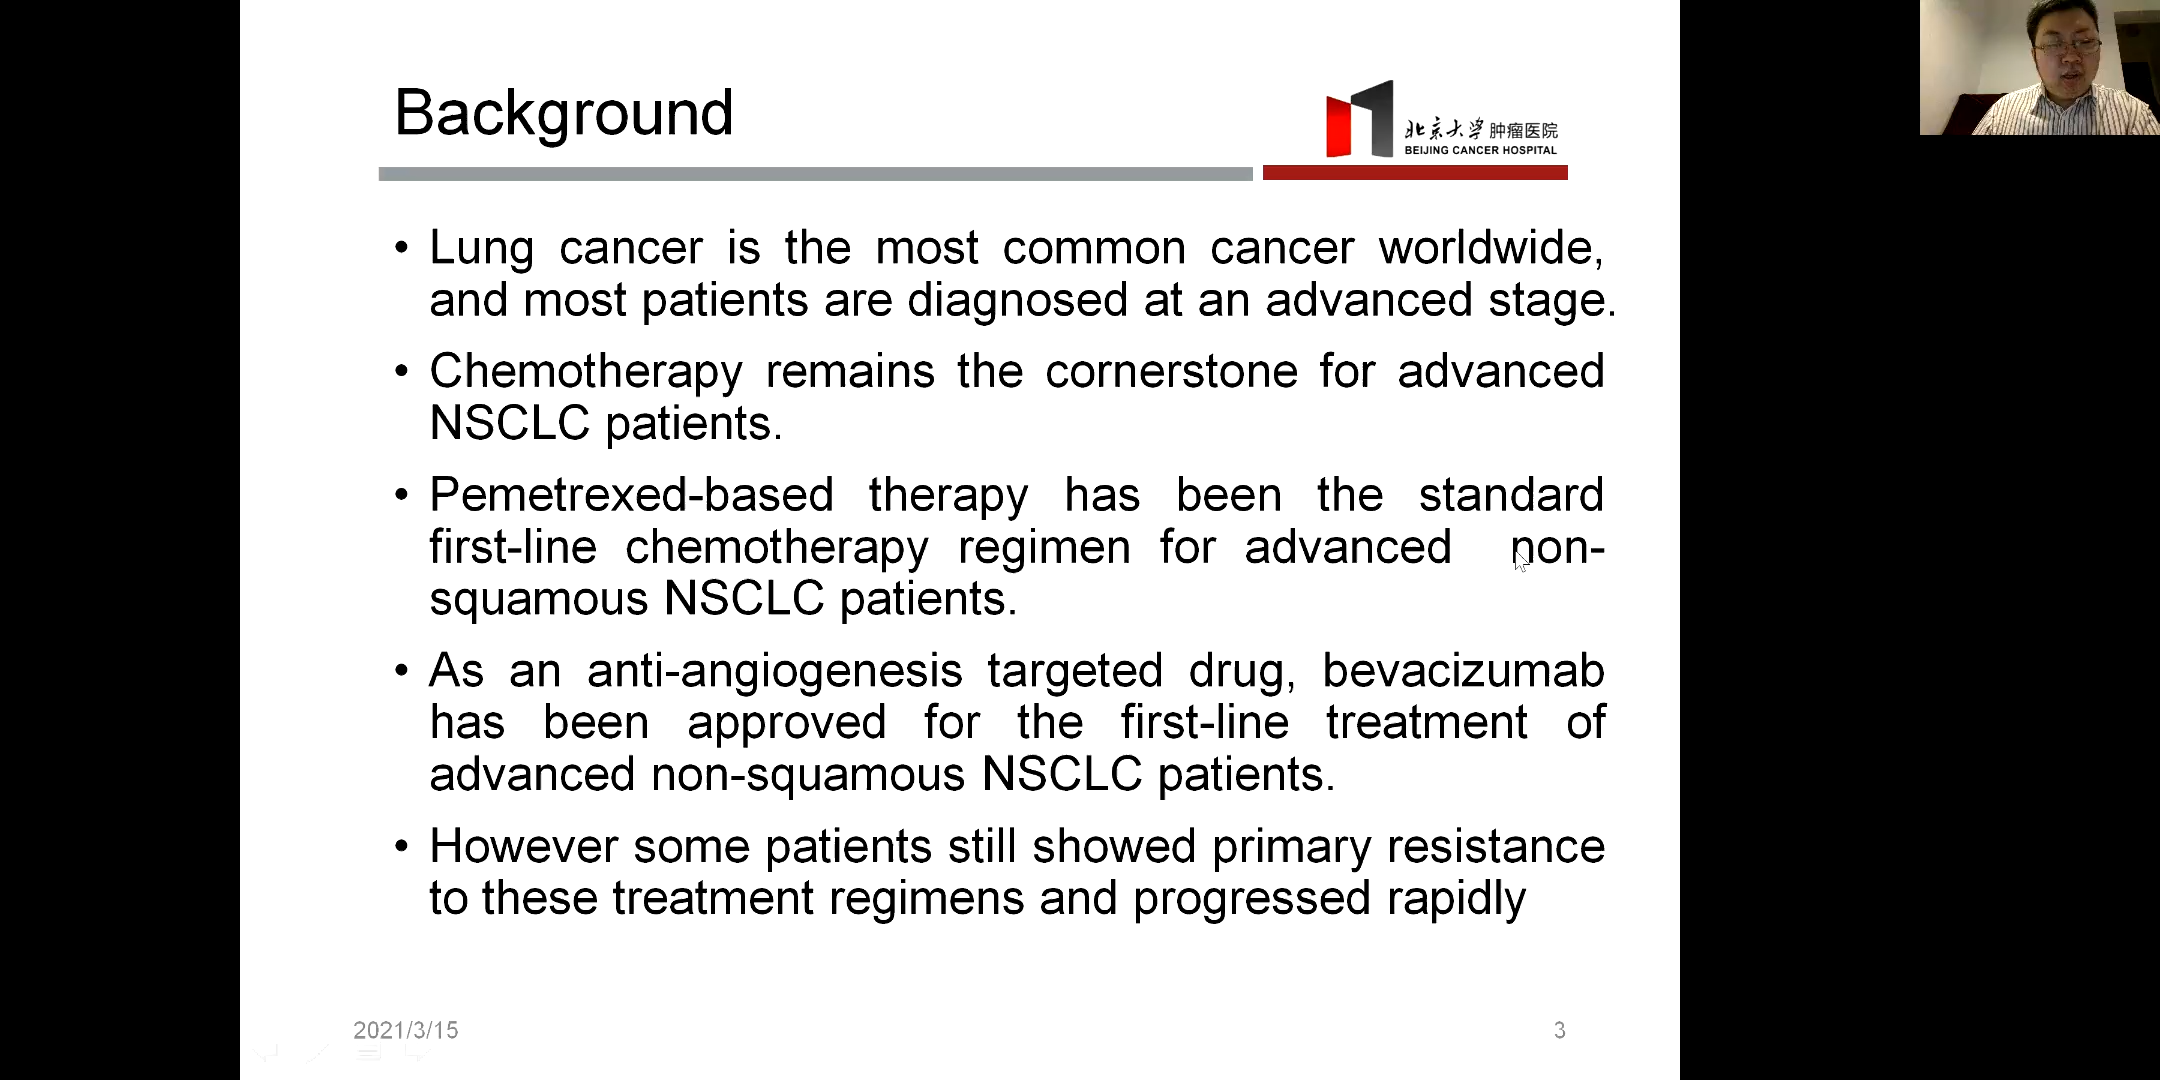 Background
北京大学肿瘤医院
BEIJING CANCER HOSPITAL
• Lung cancer is the most common cancer worldwide,
and most patients are diagnosed at an advanced stage.
• Chemotherapy remains the cornerstone for advanced
NSCLC patients.
• Pemetrexed-based therapy has been the standard
first-line chemotherapy regimen for advanced non-
squamous NSCLC patients.
• As an anti-angiogenesis targeted drug, bevacizumab
has been approved for the first-line treatment of
advanced non-squamous NSCLC patients.
• However some patients still showed primary resistance
to these treatment regimens and progressed rapidly
2021/3/15
3